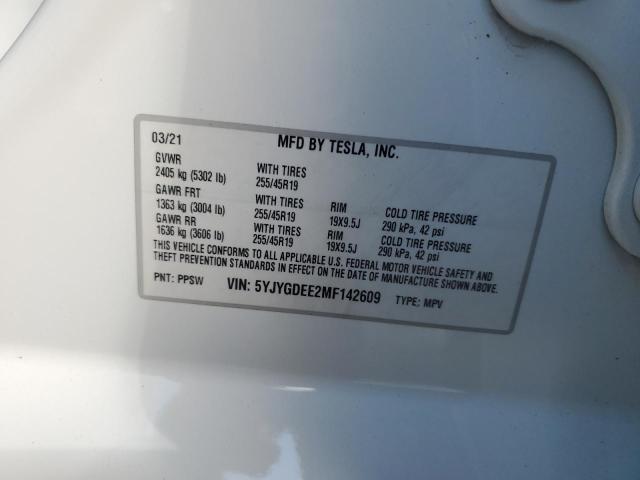 03/21 MFD BY TESLA, INC.
GVWR
2405 kg (5302 lb) WITH TIRES 255/45R19
GAWR FRT
1363 kg (3004 lb) WITH TIRES 255/45R19 RIM 19X9.5J COLD TIRE PRESSURE 290 kPa, 42 psi
GAWR RR
1636 kg (3606 lb) WITH TIRES 255/45R19 RIM 19X9.5J COLD TIRE PRESSURE 290 kPa, 42 psi
THIS VEHICLE CONFORMS TO ALL APPLICABLE U.S. FEDERAL MOTOR VEHICLE SAFETY AND
THEFT PREVENTION STANDARDS IN EFFECT ON THE DATE OF MANUFACTURE SHOWN ABOVE.
PNT: PPSW VIN: 5YJYGDEE2MF142609 TYPE: MPV